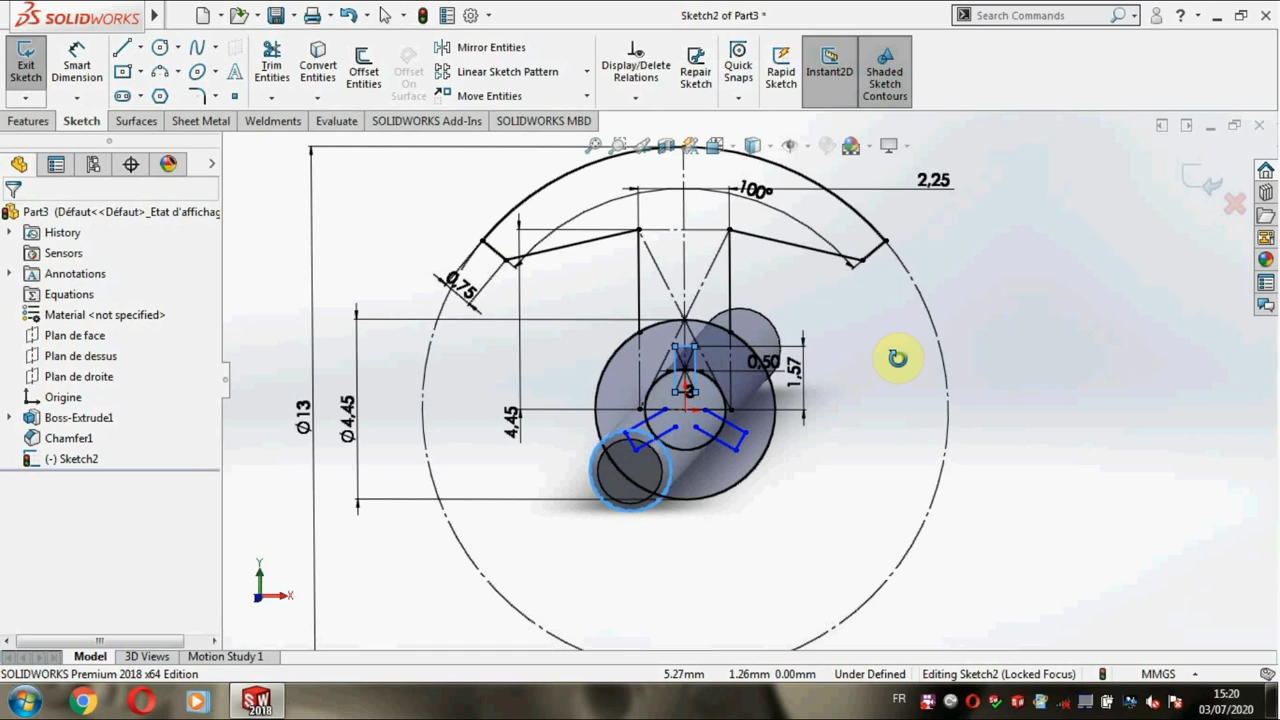 SOLIDWORKS
Sketch2 of Part3 *
Search Commands
Exit Sketch
Smart Dimension
Trim Entities
Convert Entities
Offset Entities
Offset On Surface
Mirror Entities
Linear Sketch Pattern
Move Entities
Display/Delete Relations
Repair Sketch
Quick Snaps
Rapid Sketch
Instant2D
Shaded Sketch Contours
Features Sketch Surfaces Sheet Metal Weldments Evaluate SOLIDWORKS Add-Ins SOLIDWORKS MBD
Part3 (Défaut<<Défaut>_Etat d'affichag
History
Sensors
Annotations
Equations
Material <not specified>
Plan de face
Plan de dessus
Plan de droite
Origine
Boss-Extrude1
Chamfer1
(-) Sketch2
2,25
100°
0,75
0,50
1,57
4,45
Ø4,45
Ø13
Y
X
Model 3D Views Motion Study 1
SOLIDWORKS Premium 2018 x64 Edition
5.27mm 1.26mm 0.00mm Under Defined Editing Sketch2 (Locked Focus) MMGS
SW
2018
FR
15:20
03/07/2020